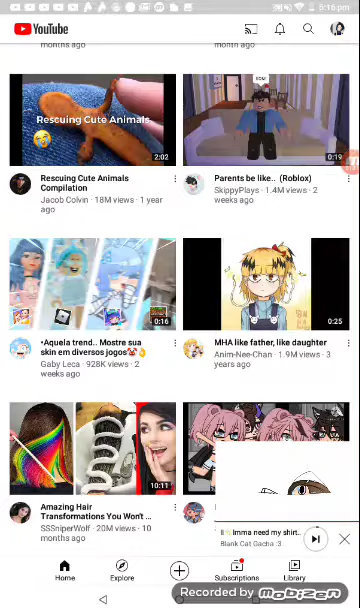 5:16 pm
YouTube
months ago
month ago
Rescuing Cute Animals
2:02
MOM!
0:19
Rescuing Cute Animals
Compilation
Jacob Colvin · 18M views · 1 year
ago
Parents be like.. (Roblox)
SkippyPlays · 1.4M views · 2
weeks ago
0:16
0:25
•Aquela trend.. Mostre sua
skin em diversos jogos🤡👌
Gaby Leca · 928K views · 2
weeks ago
MHA like father, like daughter
Anim-Nee-Chan · 1.9M views · 3
years ago
10:11
Amazing Hair
Transformations You Won't ...
SSSniperWolf · 20M views · 10
months ago
Imma need my shirt..
Blank Cat Gacha :3
Home
Explore
Subscriptions
Library
Recorded by
mobizen